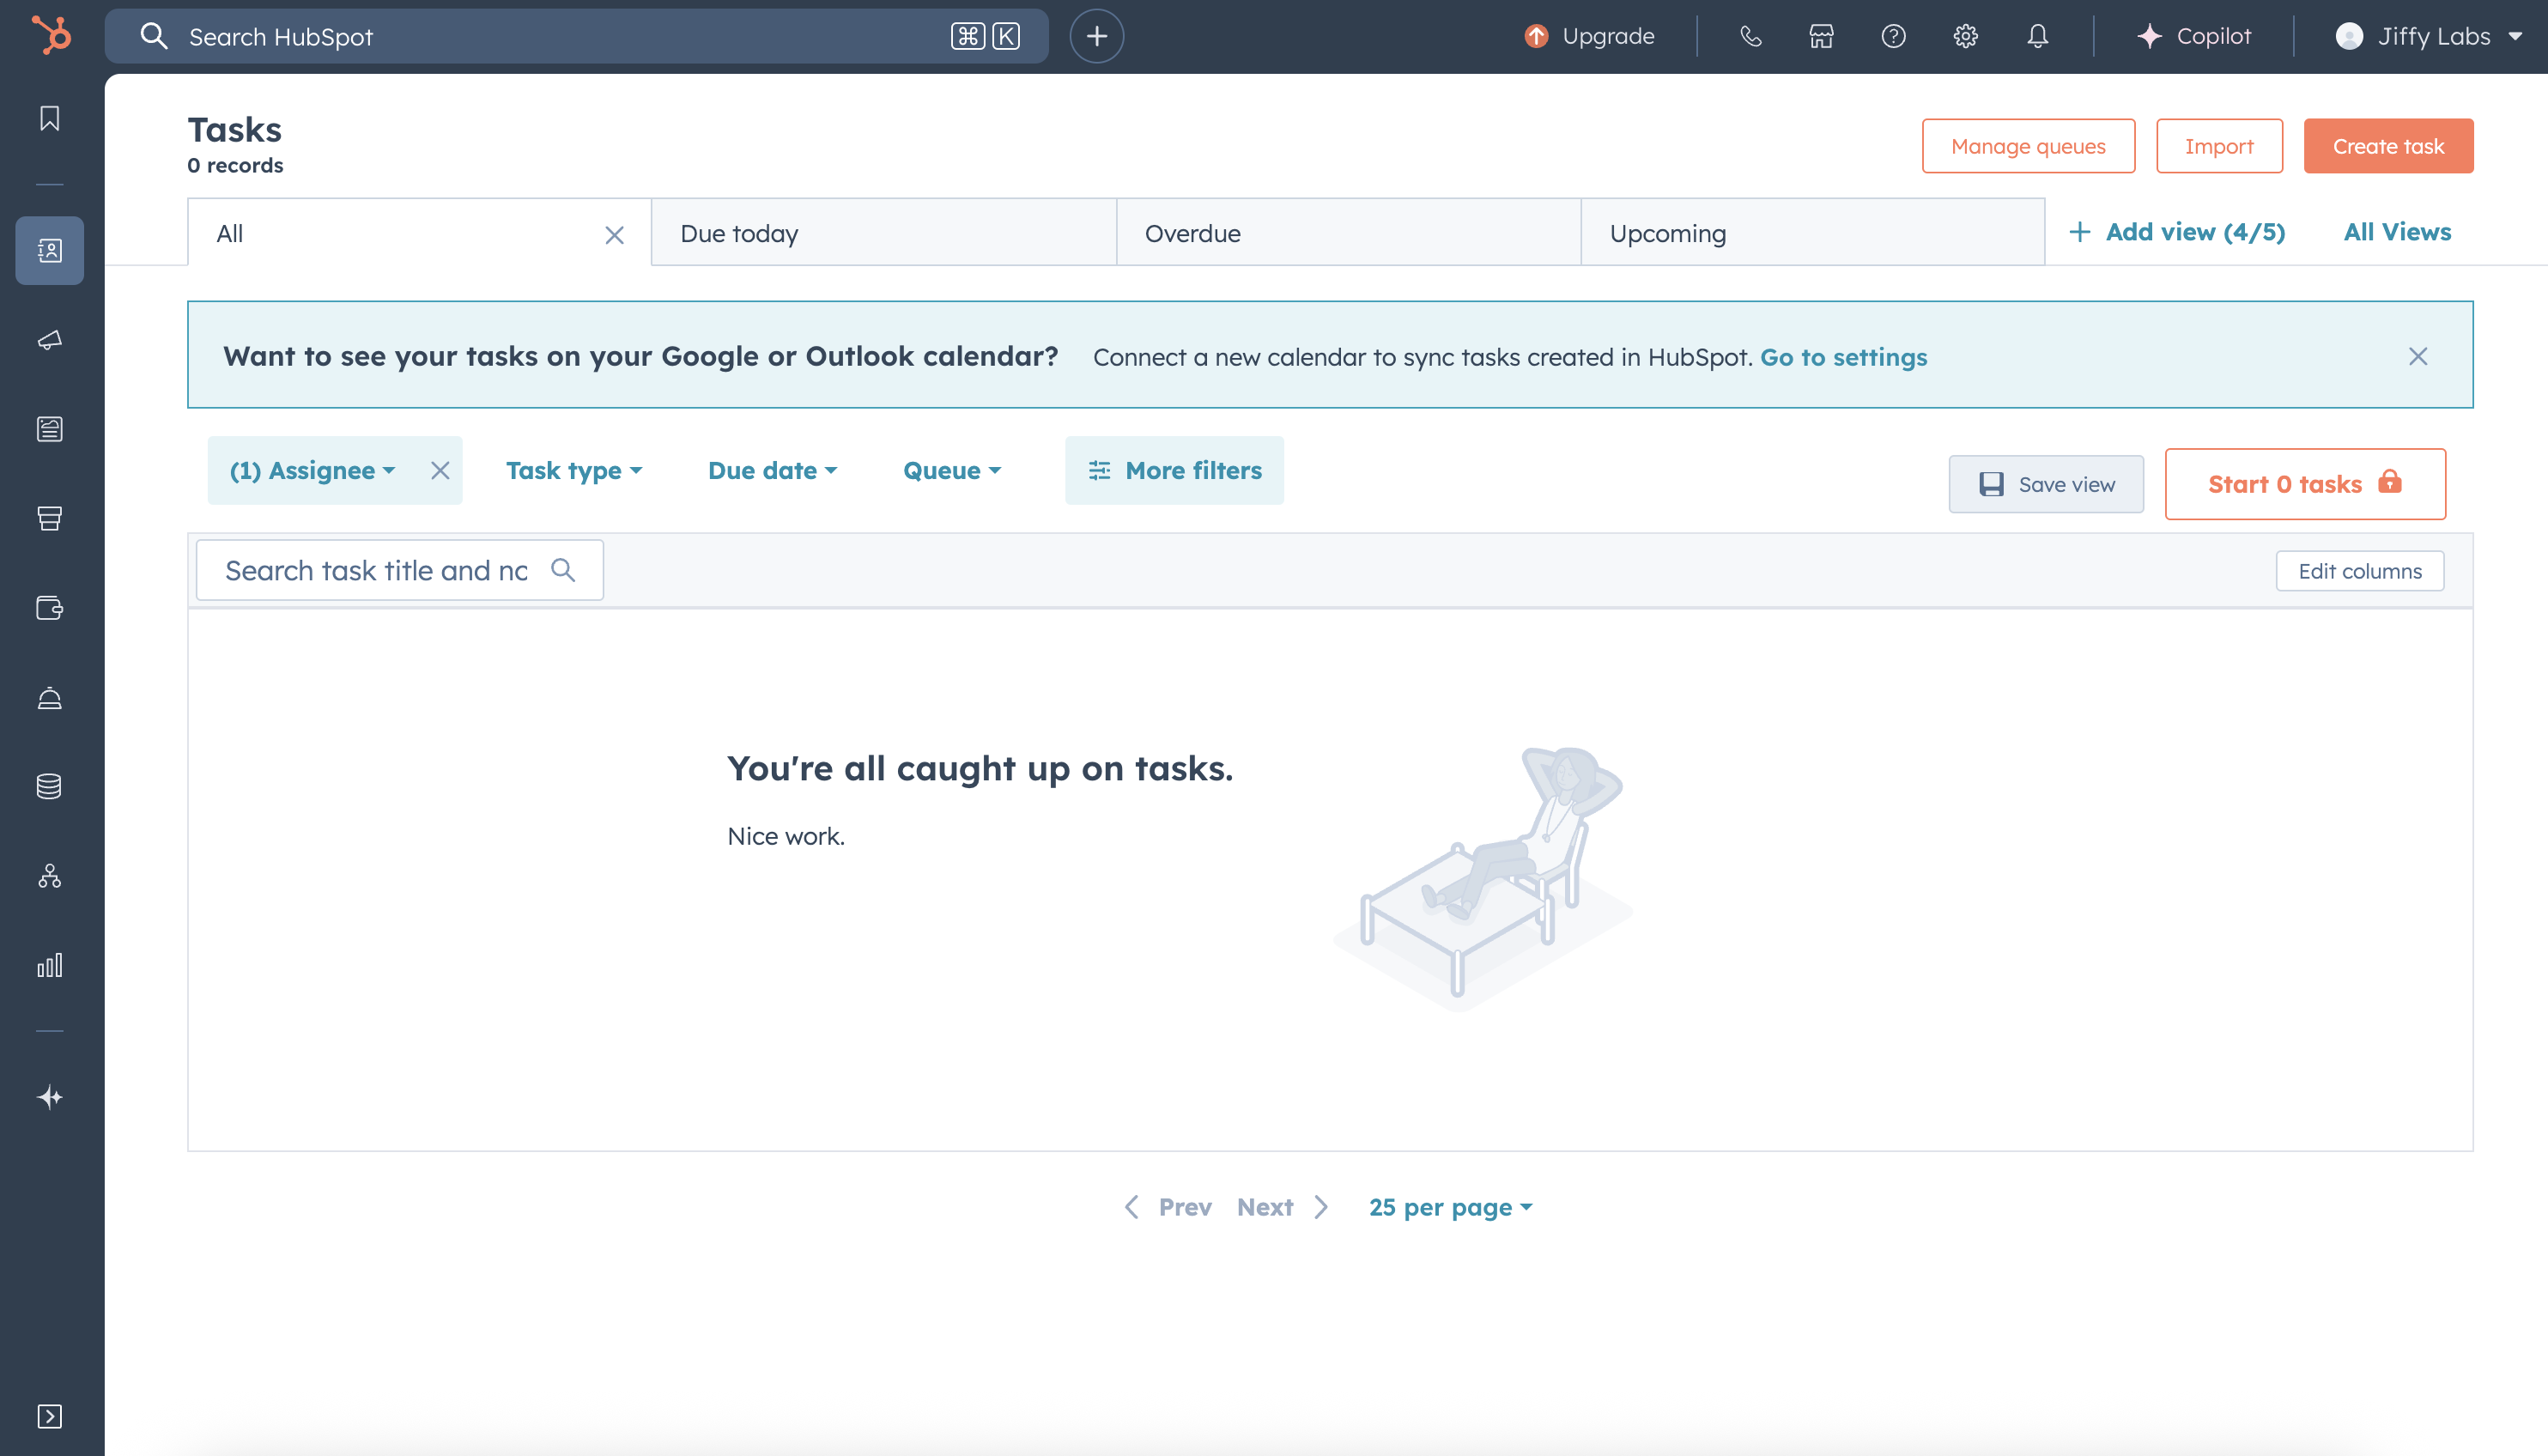 Search HubSpot ⌘ K
Upgrade
Copilot
Jiffy Labs
Tasks
0 records
Manage queues
Import
Create task
All
Due today
Overdue
Upcoming
+ Add view (4/5)
All Views
Want to see your tasks on your Google or Outlook calendar? Connect a new calendar to sync tasks created in HubSpot. Go to settings
(1) Assignee
Task type
Due date
Queue
More filters
Save view
Start 0 tasks
Search task title and nc
Edit columns
You're all caught up on tasks.
Nice work.
Prev
Next
25 per page